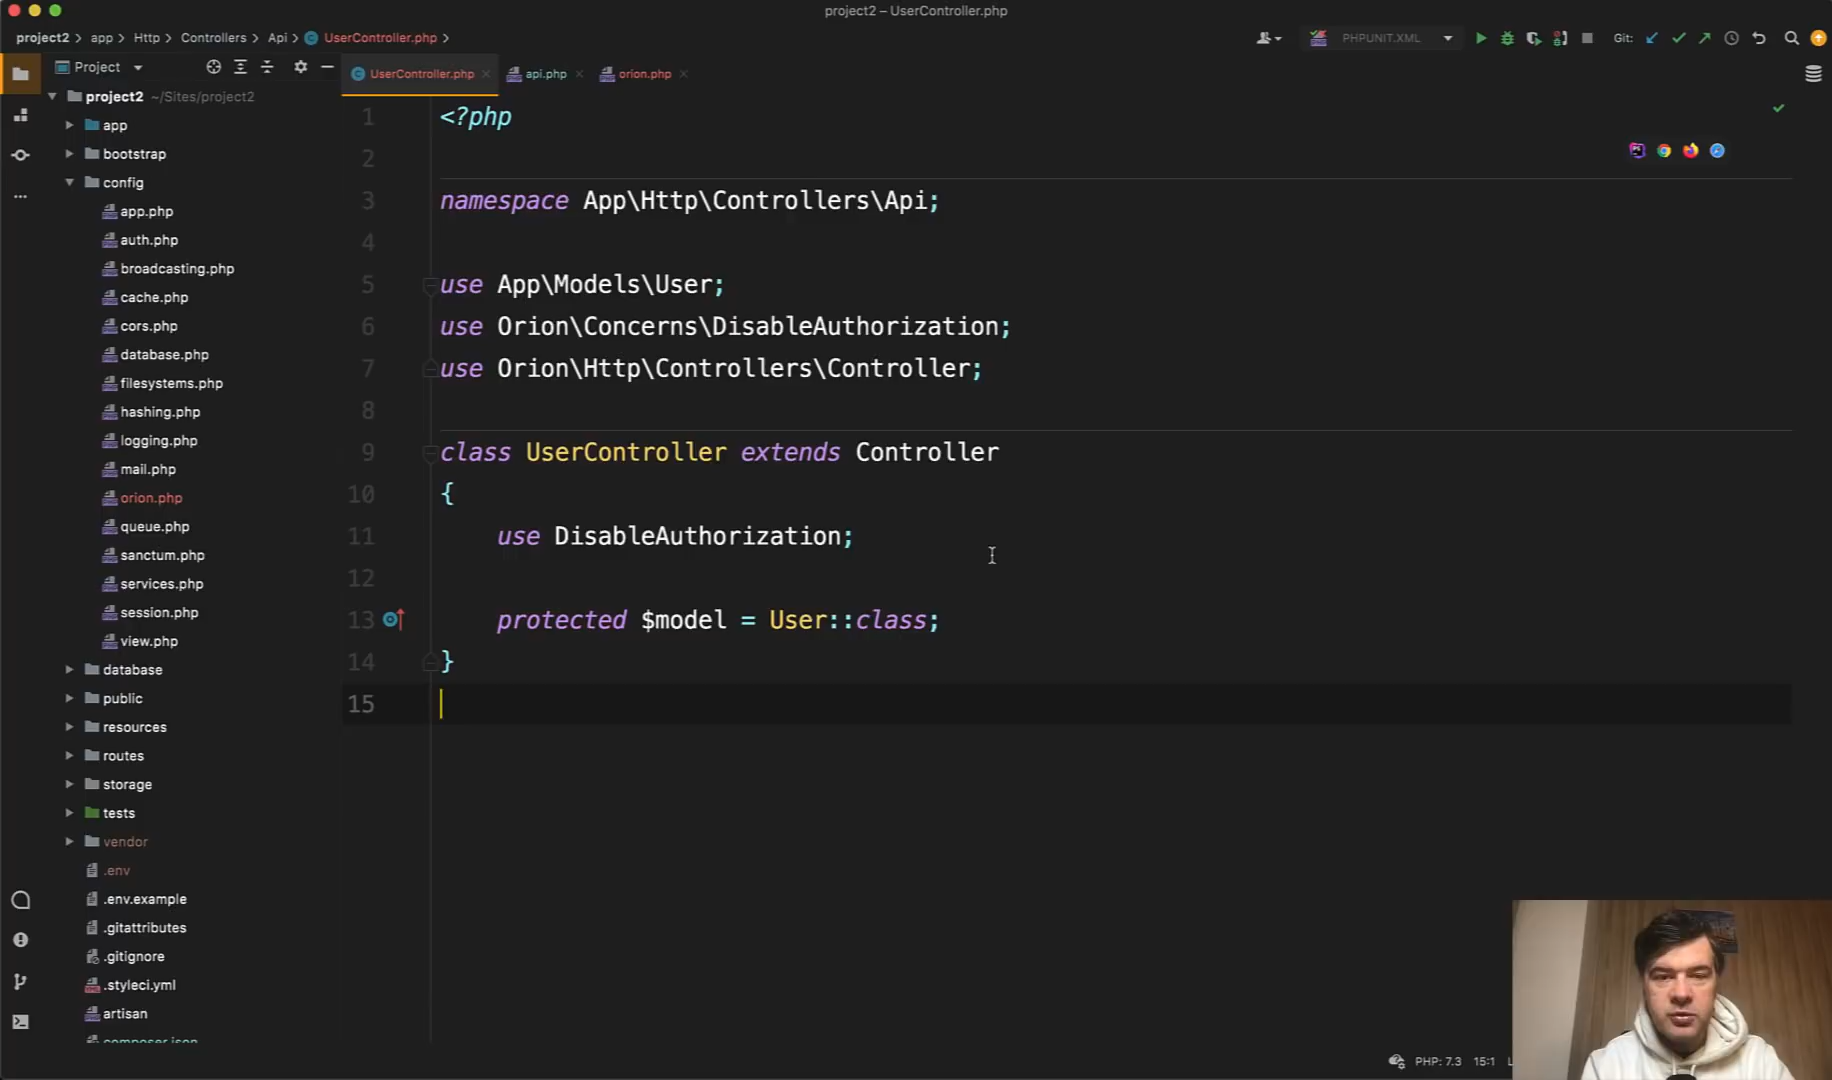 project2 – UserController.php
project2 > app > Http > Controllers > Api > UserController.php >
PHPUNIT.XML
Git:
Project
UserController.php
api.php
orion.php
project2 ~/Sites/project2
app
bootstrap
config
app.php
auth.php
broadcasting.php
cache.php
cors.php
database.php
filesystems.php
hashing.php
logging.php
mail.php
orion.php
queue.php
sanctum.php
services.php
session.php
view.php
database
public
resources
routes
storage
tests
vendor
.env
.env.example
.gitattributes
.gitignore
.styleci.yml
artisan
composer.json
1 <?php
2
3 namespace App\Http\Controllers\Api;
4
5 use App\Models\User;
6 use Orion\Concerns\DisableAuthorization;
7 use Orion\Http\Controllers\Controller;
8
9 class UserController extends Controller
10 {
11 use DisableAuthorization;
12
13 protected $model = User::class;
14 }
15
PHP: 7.3 15:1